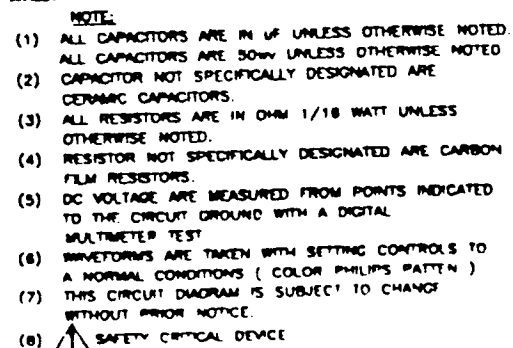 NOTE:
(1) ALL CAPACITORS ARE IN uF UNLESS OTHERWISE NOTED.
ALL CAPACITORS ARE 50wv UNLESS OTHERWISE NOTED
(2) CAPACITOR NOT SPECIFICALLY DESIGNATED ARE
CERAMIC CAPACITORS.
(3) ALL RESISTORS ARE IN OHM 1/16 WATT UNLESS
OTHERWISE NOTED.
(4) RESISTOR NOT SPECIFICALLY DESIGNATED ARE CARBON
FILM RESISTORS.
(5) DC VOLTAGE ARE MEASURED FROM POINTS INDICATED
TO THE CIRCUIT GROUND WITH A DIGITAL
MULTIMETER TEST
(6) WAVEFORMS ARE TAKEN WITH SETTING CONTROLS TO
A NORMAL CONDITIONS ( COLOR PHILIPS PATTEN )
(7) THIS CIRCUIT DIAGRAM IS SUBJECT TO CHANGE
WITHOUT PRIOR NOTICE.
(8) SAFETY CRITICAL DEVICE